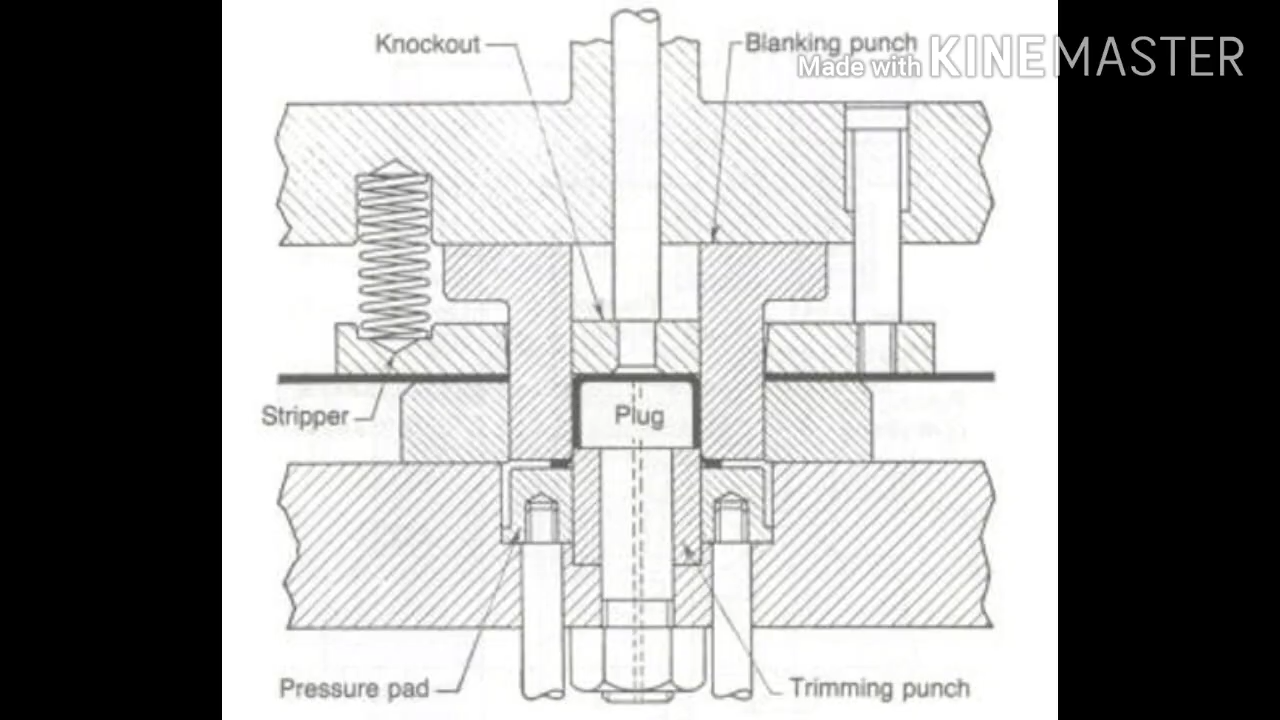 Knockout
Blanking punch
Made with KINEMASTER
Stripper
Plug
Pressure pad
Trimming punch